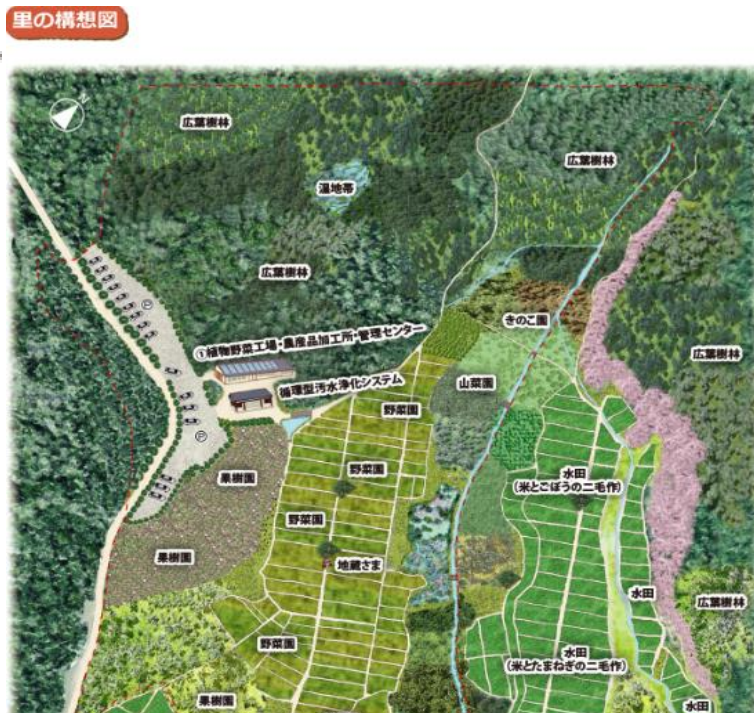 里の構想図
N
広葉樹林
広葉樹林
湿地帯
広葉樹林
P
きのこ園
①植物野菜工場・農産品加工所・管理センター
広葉樹林
循環型汚水浄化システム
山菜園
野菜園
P
野菜園
果樹園
水田
(米とごぼうの二毛作)
野菜園
果樹園
地蔵さま
水田
広葉樹林
野菜園
水田
(米とたまねぎの二毛作)
果樹園
水田